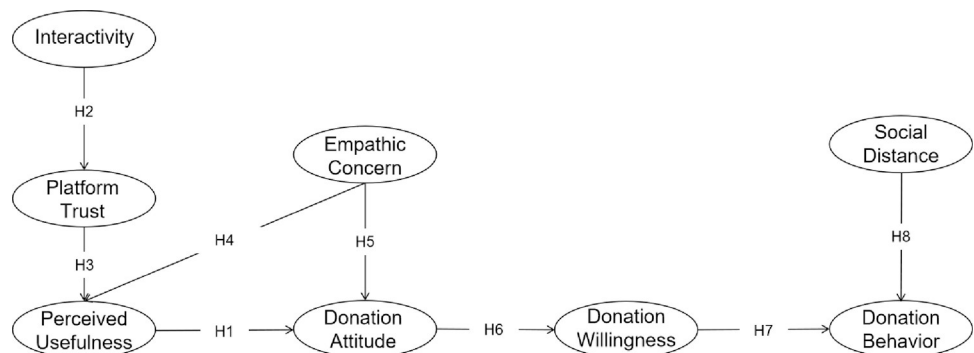 Interactivity
H2
Empathic
Concern
Social
Distance
Platform
Trust
H4
H5
H8
H3
Perceived
Usefulness
H1
Donation
Attitude
H6
Donation
Willingness
H7
Donation
Behavior